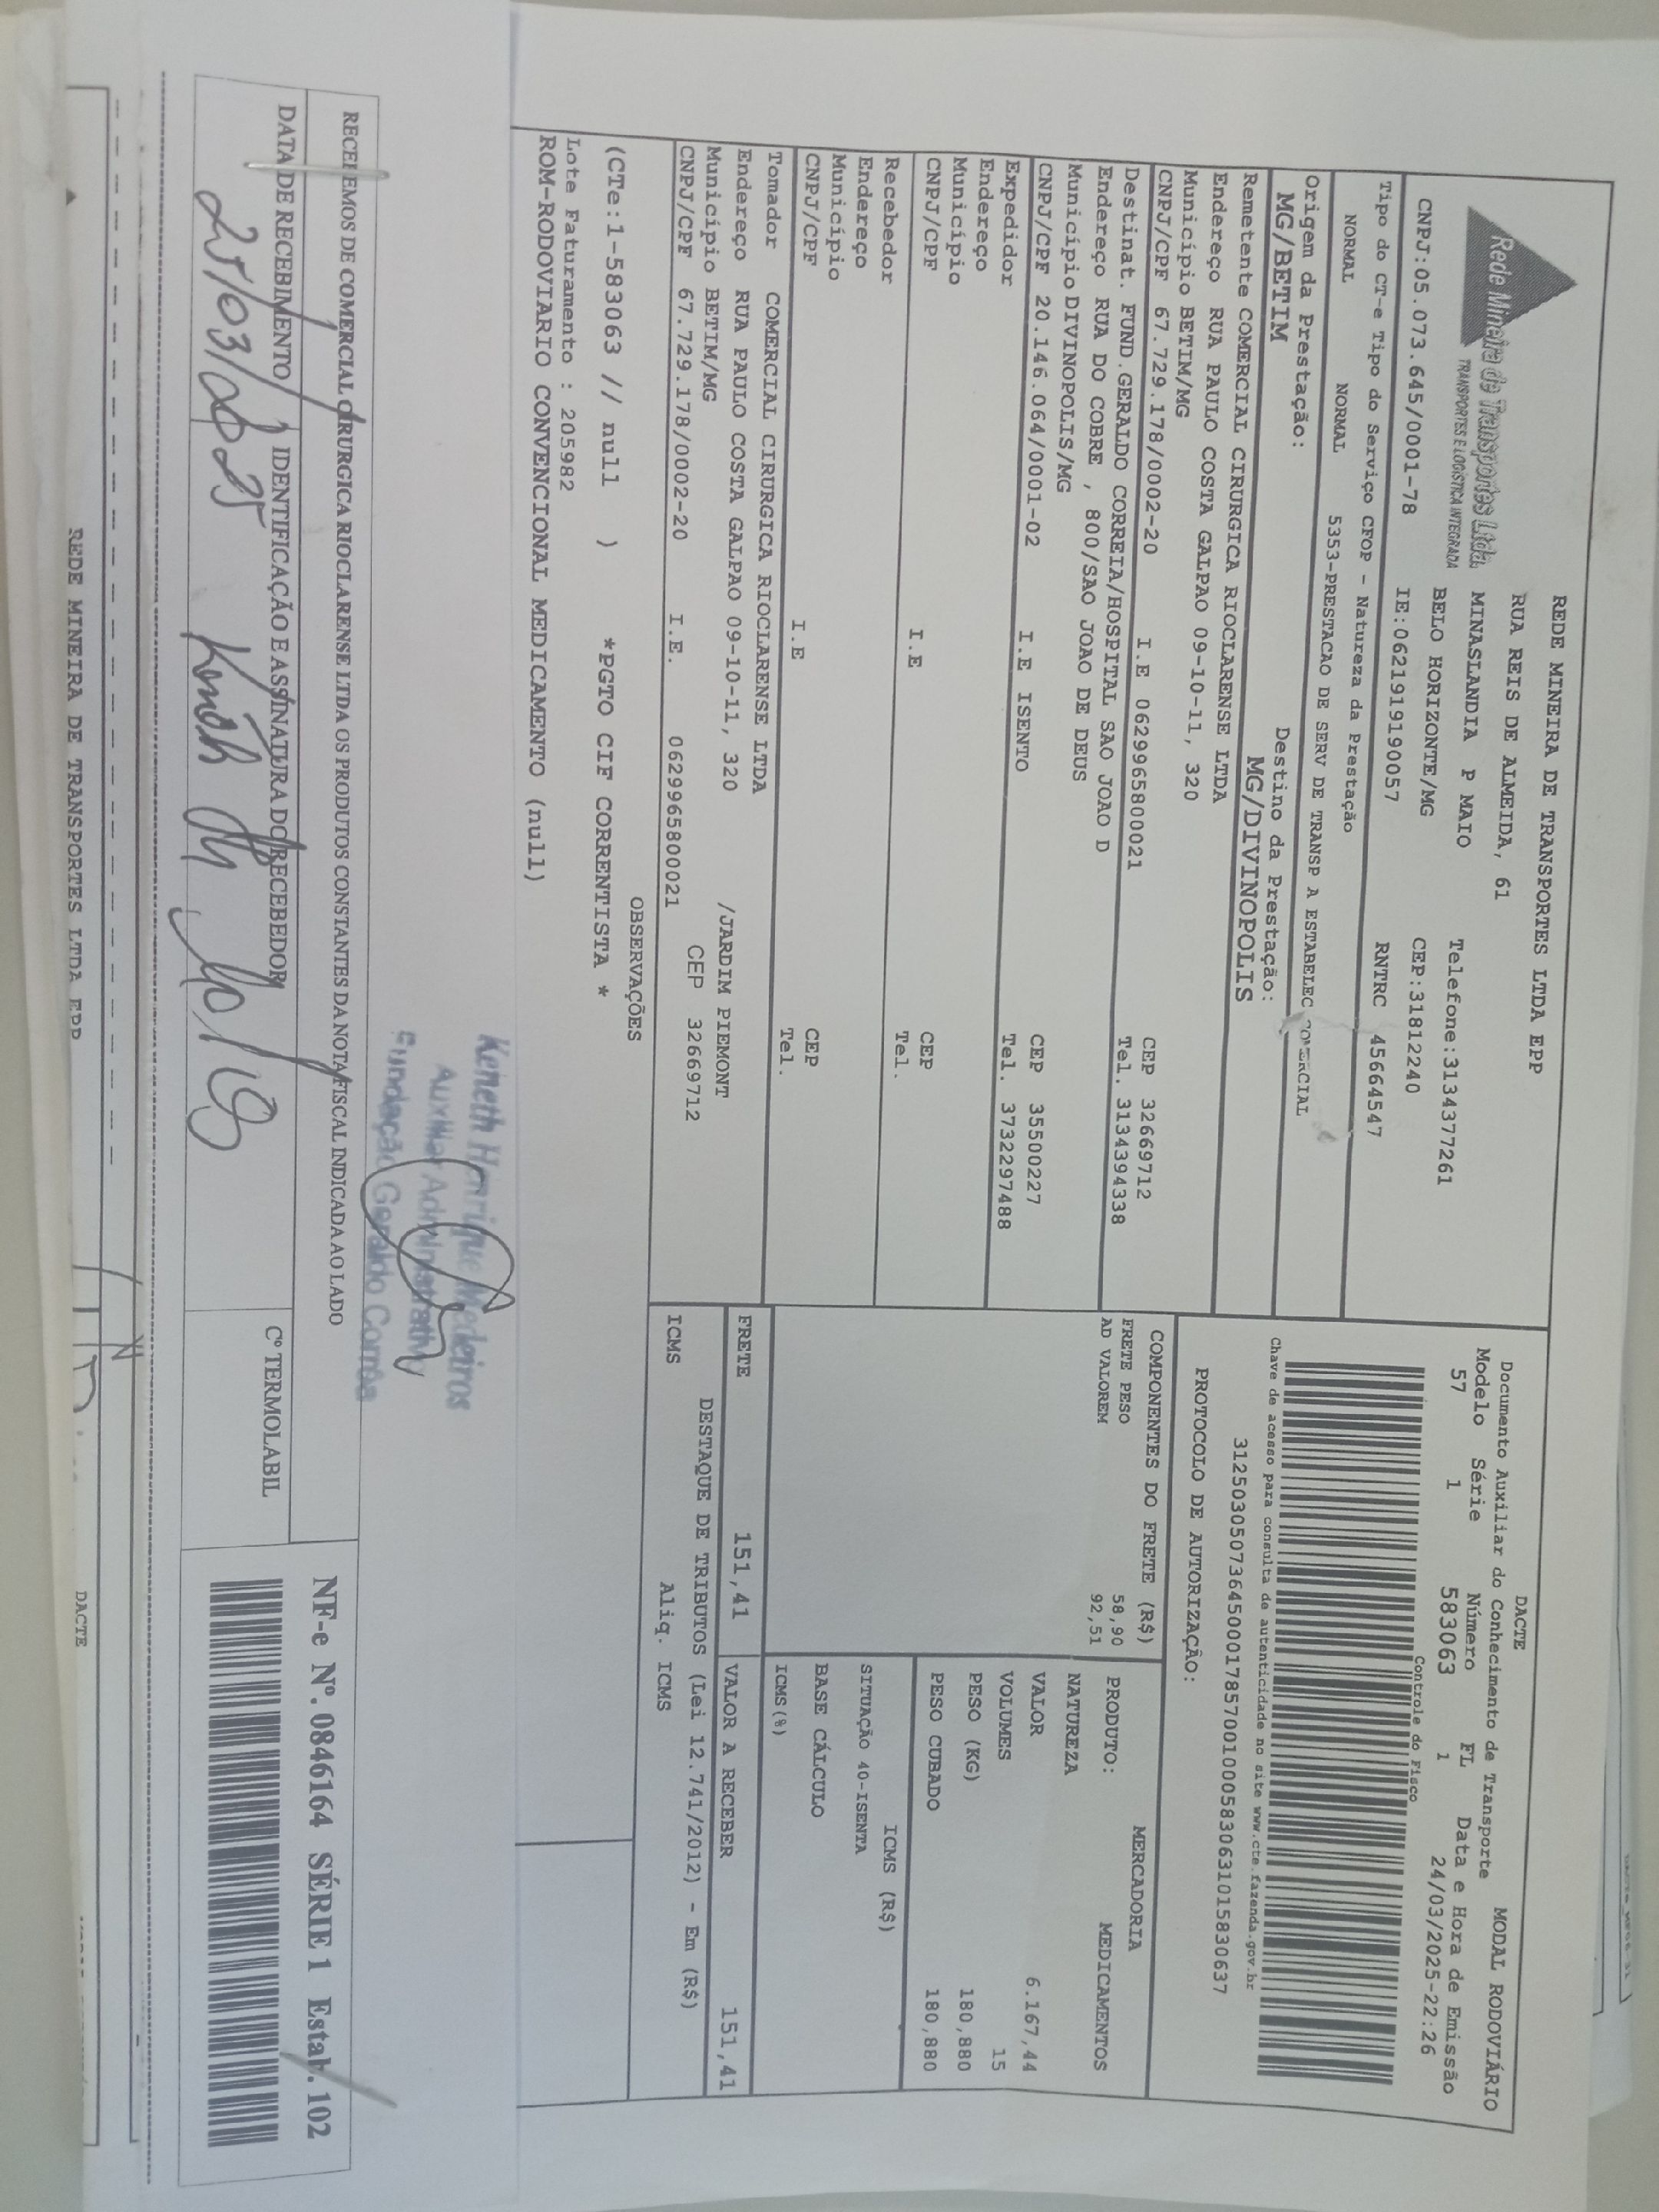 Rede Mineira de Transportes Ltda.
TRANSPORTES E LOGÍSTICA INTEGRADA
REDE MINEIRA DE TRANSPORTES LTDA EPP
RUA REIS DE ALMEIDA, 61
MINASLANDIA P MAIO Telefone:3134377261
BELO HORIZONTE/MG CEP:31812240
CNPJ:05.073.645/0001-78 IE:0621919190057 RNTRC 45664547
Tipo do CT-e Tipo do Serviço CFOP - Natureza da Prestação
NORMAL NORMAL 5353-PRESTACAO DE SERV DE TRANSP A ESTABELEC COMERCIAL
Origem da Prestação: Destino da Prestação:
MG/BETIM MG/DIVINOPOLIS
Remetente COMERCIAL CIRURGICA RIOCLARENSE LTDA
Endereço RUA PAULO COSTA GALPAO 09-10-11, 320
Município BETIM/MG CEP 32669712
CNPJ/CPF 67.729.178/0002-20 I.E 0629965800021 Tel. 3134394338
Destinat. FUND.GERALDO CORREIA/HOSPITAL SAO JOAO D
Endereço RUA DO COBRE , 800/SAO JOAO DE DEUS
Município DIVINOPOLIS/MG CEP 35500227
CNPJ/CPF 20.146.064/0001-02 I.E ISENTO Tel. 3732297488
Expedidor
Endereço
Município CEP
CNPJ/CPF I.E Tel.
Recebedor
Endereço
Município CEP
CNPJ/CPF I.E Tel.
Tomador COMERCIAL CIRURGICA RIOCLARENSE LTDA
Endereço RUA PAULO COSTA GALPAO 09-10-11, 320 /JARDIM PIEMONT
Município BETIM/MG CEP 32669712
CNPJ/CPF 67.729.178/0002-20 I.E. 0629965800021
OBSERVAÇÕES
(CTe:1-583063 // null ) *PGTO CIF CORRENTISTA *
Lote Faturamento : 205982
ROM-RODOVIARIO CONVENCIONAL MEDICAMENTO (null)
DACTE MODAL RODOVIÁRIO
Documento Auxiliar do Conhecimento de Transporte
Modelo Série Número FL Data e Hora de Emissão
57 1 583063 1 24/03/2025-22:26
Controle do Fisco
Chave de acesso para consulta de autenticidade no site www.cte.fazenda.gov.br
31250305073645000178570010005830631015830637
PROTOCOLO DE AUTORIZAÇÃO:
COMPONENTES DO FRETE (R$)
FRETE PESO 58,90
AD VALOREM 92,51
MERCADORIA
PRODUTO: MEDICAMENTOS
NATUREZA
VALOR 6.167,44
VOLUMES 15
PESO (KG) 180,880
PESO CUBADO 180,880
ICMS (R$)
SITUAÇÃO 40-ISENTA
BASE CÁLCULO
ICMS(%)
FRETE 151,41 VALOR A RECEBER 151,41
DESTAQUE DE TRIBUTOS (Lei 12.741/2012) - Em (R$)
ICMS Aliq. ICMS
Keneth Henrique Medeiros
Auxiliar Administrativo
Fundação Geraldo Corrêa
RECEBEMOS DE COMERCIAL CIRURGICA RIOCLARENSE LTDA OS PRODUTOS CONSTANTES DA NOTA FISCAL INDICADA AO LADO
DATA DE RECEBIMENTO IDENTIFICAÇÃO E ASSINATURA DO RECEBEDOR C° TERMOLABIL
25/03/2025
NF-e Nº. 0846164 SÉRIE 1 Estab. 102
REDE MINEIRA DE TRANSPORTES LTDA EPP DACTE